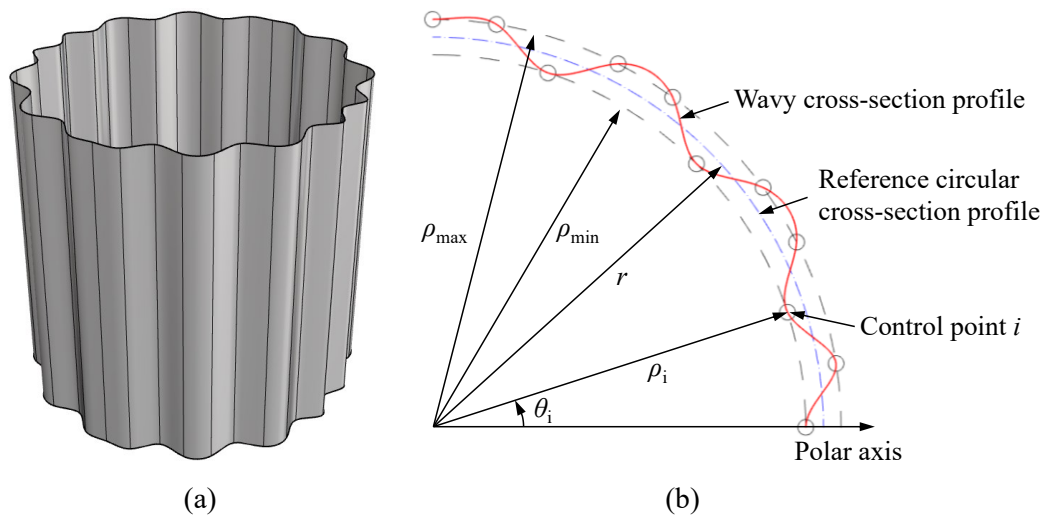 Wavy cross-section profile
Reference circular
cross-section profile
ρmax
ρmin
r
Control point i
ρi
θi
Polar axis
(a)
(b)